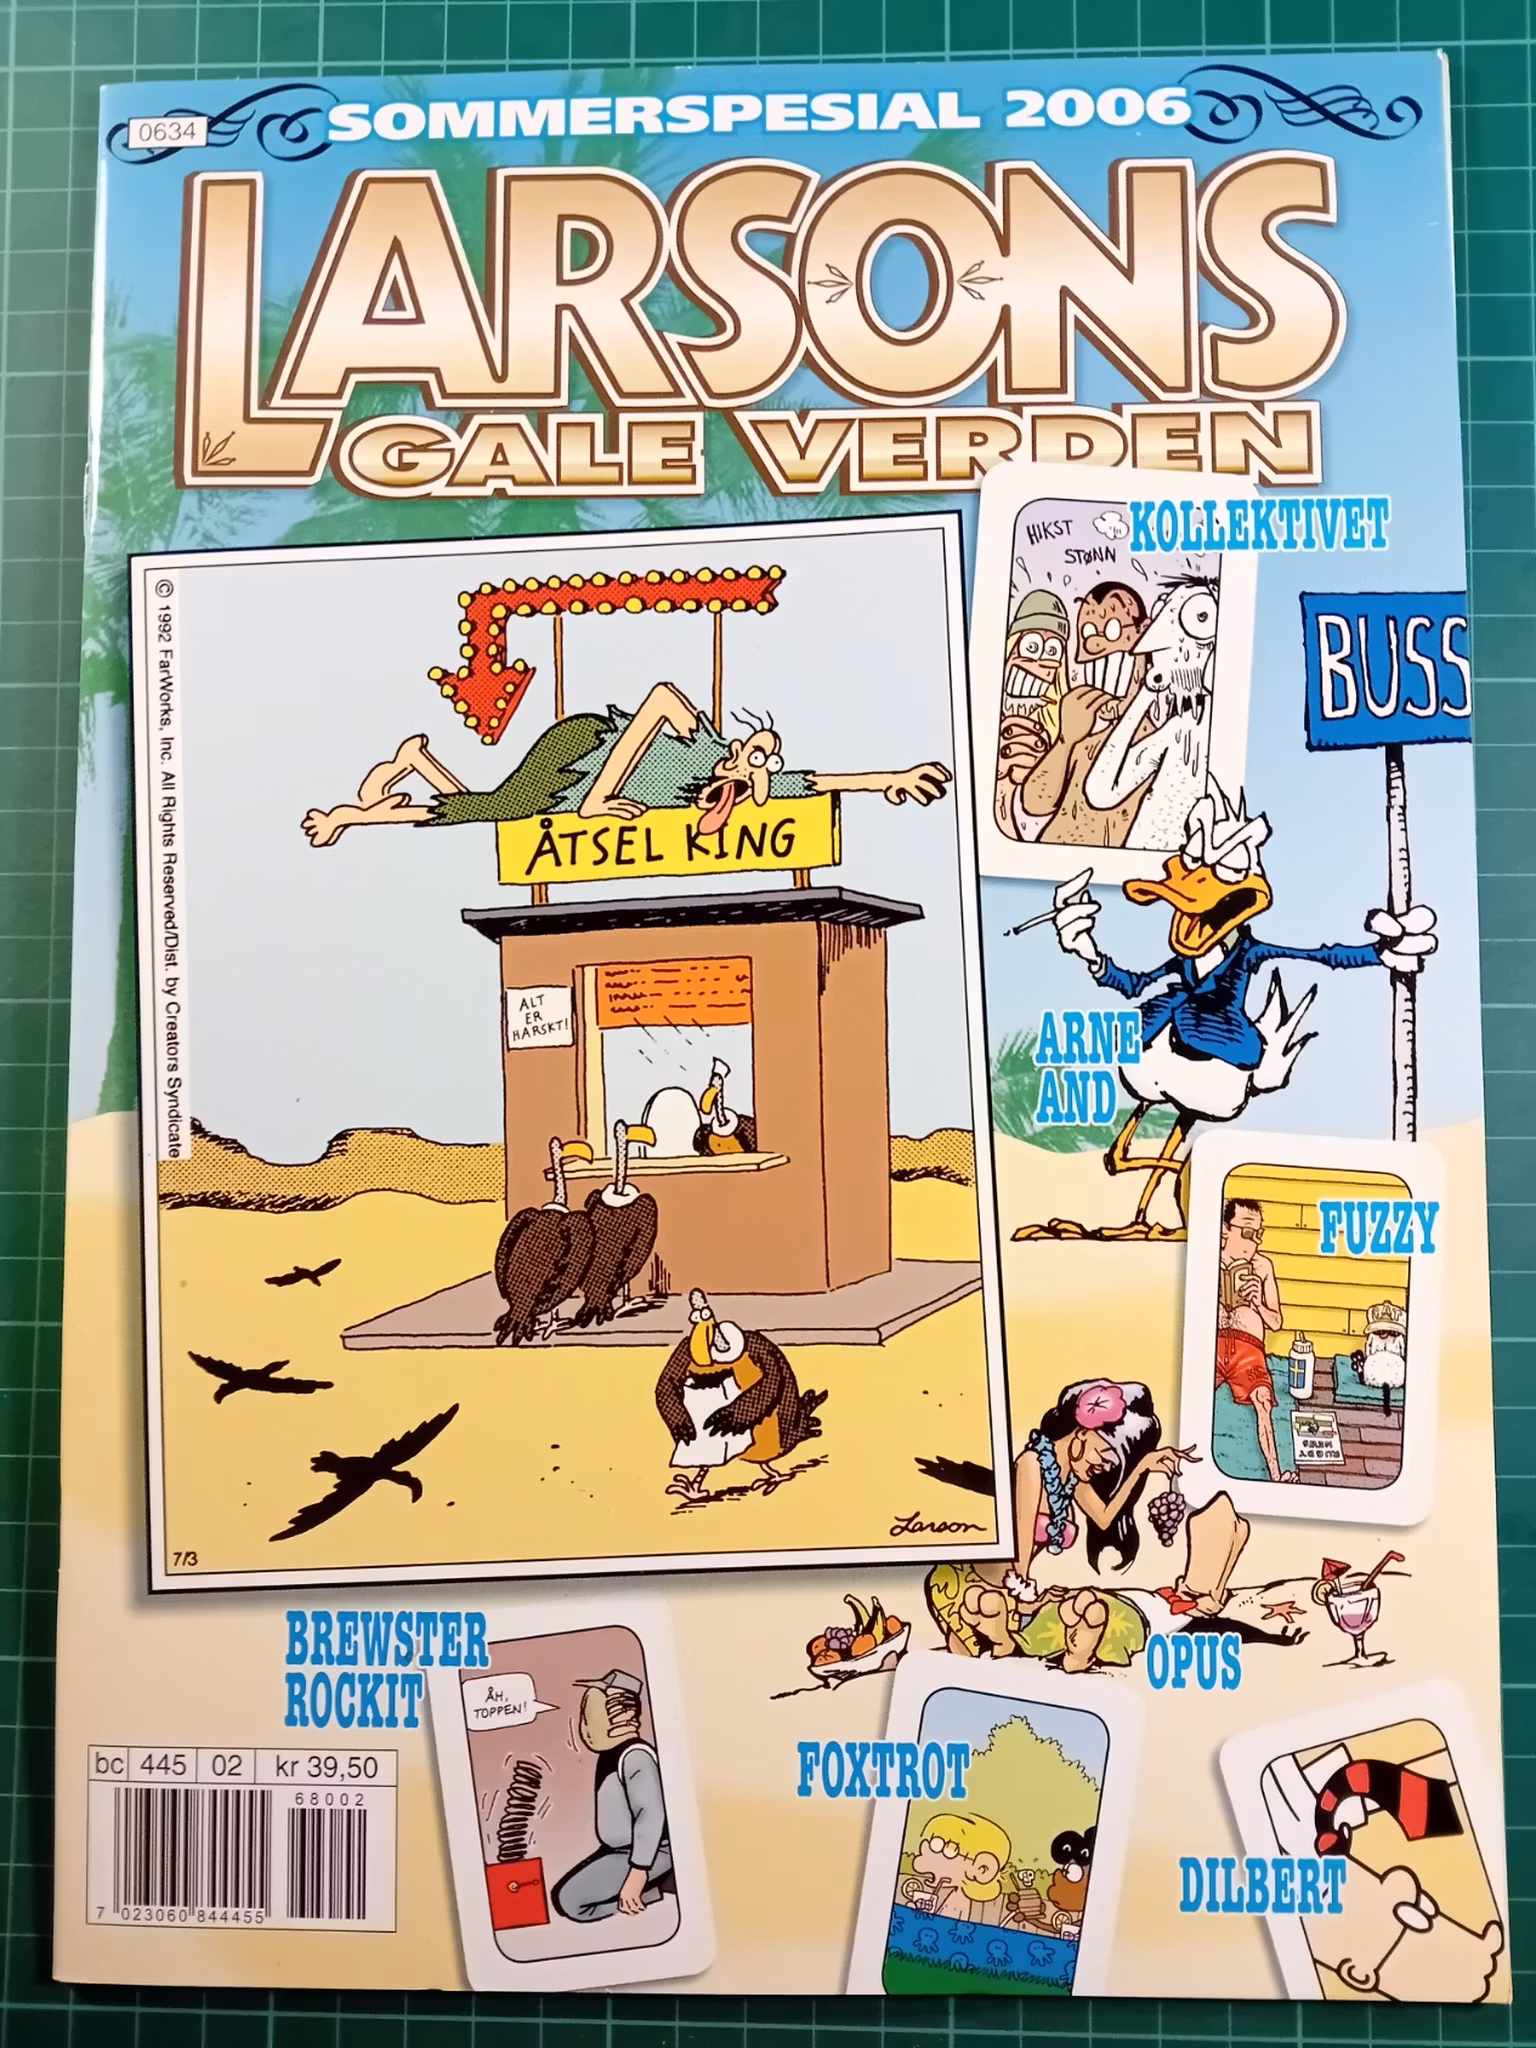 SOMMERSPESIAL 2006
0634
LARSONS
GALE VERDEN
KOLLEKTIVET
HIKST
STØNN
BUSS
© 1992 FarWorks, Inc. All Rights Reserved/Dist. by Creators Syndicate
ÅTSEL KING
ALT
ER
HARSKT!
ARNE
AND
FUZZY
RAT
Larson
7/3
BREWSTER
ROCKIT
ÅH,
TOPPEN!
OPUS
FOXTROT
DILBERT
bc 445 02 kr 39,50
68002
7 023060 844455